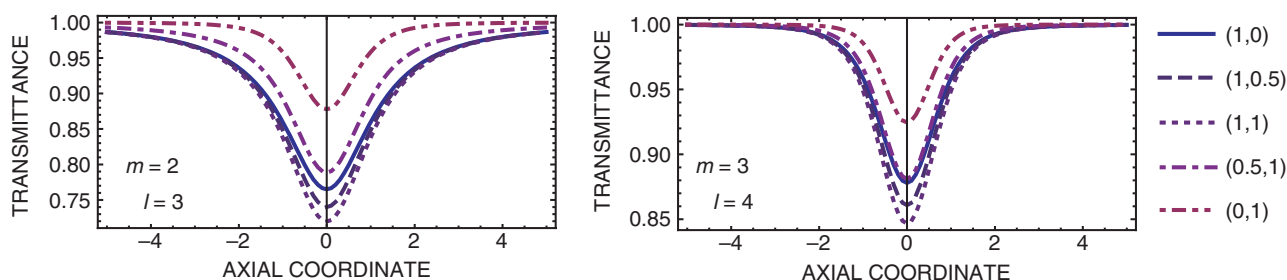 TRANSMITTANCE
1.00
0.95
0.90
0.85
0.80
0.75
m = 2
l = 3
−4 −2 0 2 4
AXIAL COORDINATE
TRANSMITTANCE
1.00
0.95
0.90
0.85
m = 3
l = 4
−4 −2 0 2 4
AXIAL COORDINATE
(1,0)
(1,0.5)
(1,1)
(0.5,1)
(0,1)